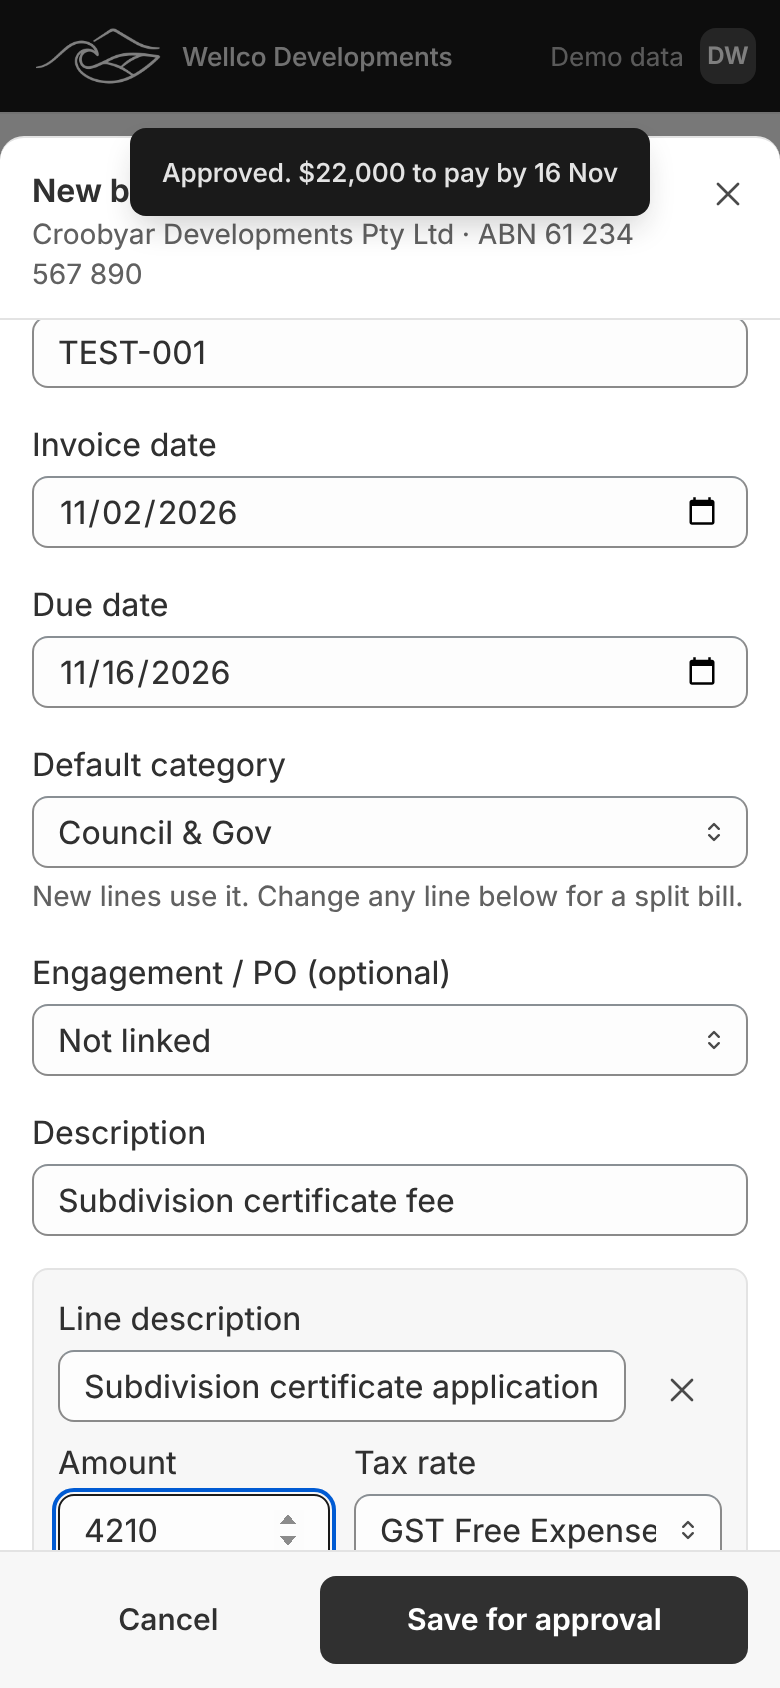 Wellco Developments
Demo data
DW
Approved. $22,000 to pay by 16 Nov
New b
Croobyar Developments Pty Ltd · ABN 61 234
567 890
TEST-001
Invoice date
11/02/2026
Due date
11/16/2026
Default category
Council & Gov
New lines use it. Change any line below for a split bill.
Engagement / PO (optional)
Not linked
Description
Subdivision certificate fee
Line description
Subdivision certificate application
Amount
Tax rate
4210
GST Free Expense
Cancel
Save for approval